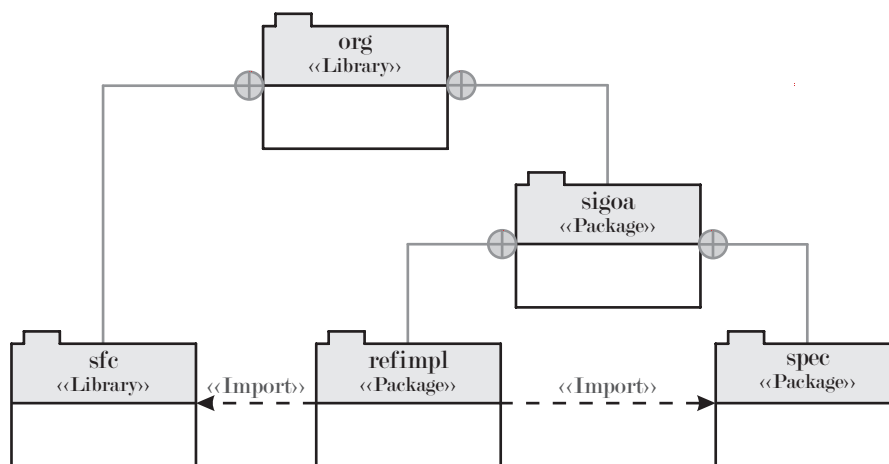 org
‹‹Library››
sigoa
‹‹Package››
sfc
‹‹Library››
‹‹Import››
refimpl
‹‹Package››
‹‹Import››
spec
‹‹Package››